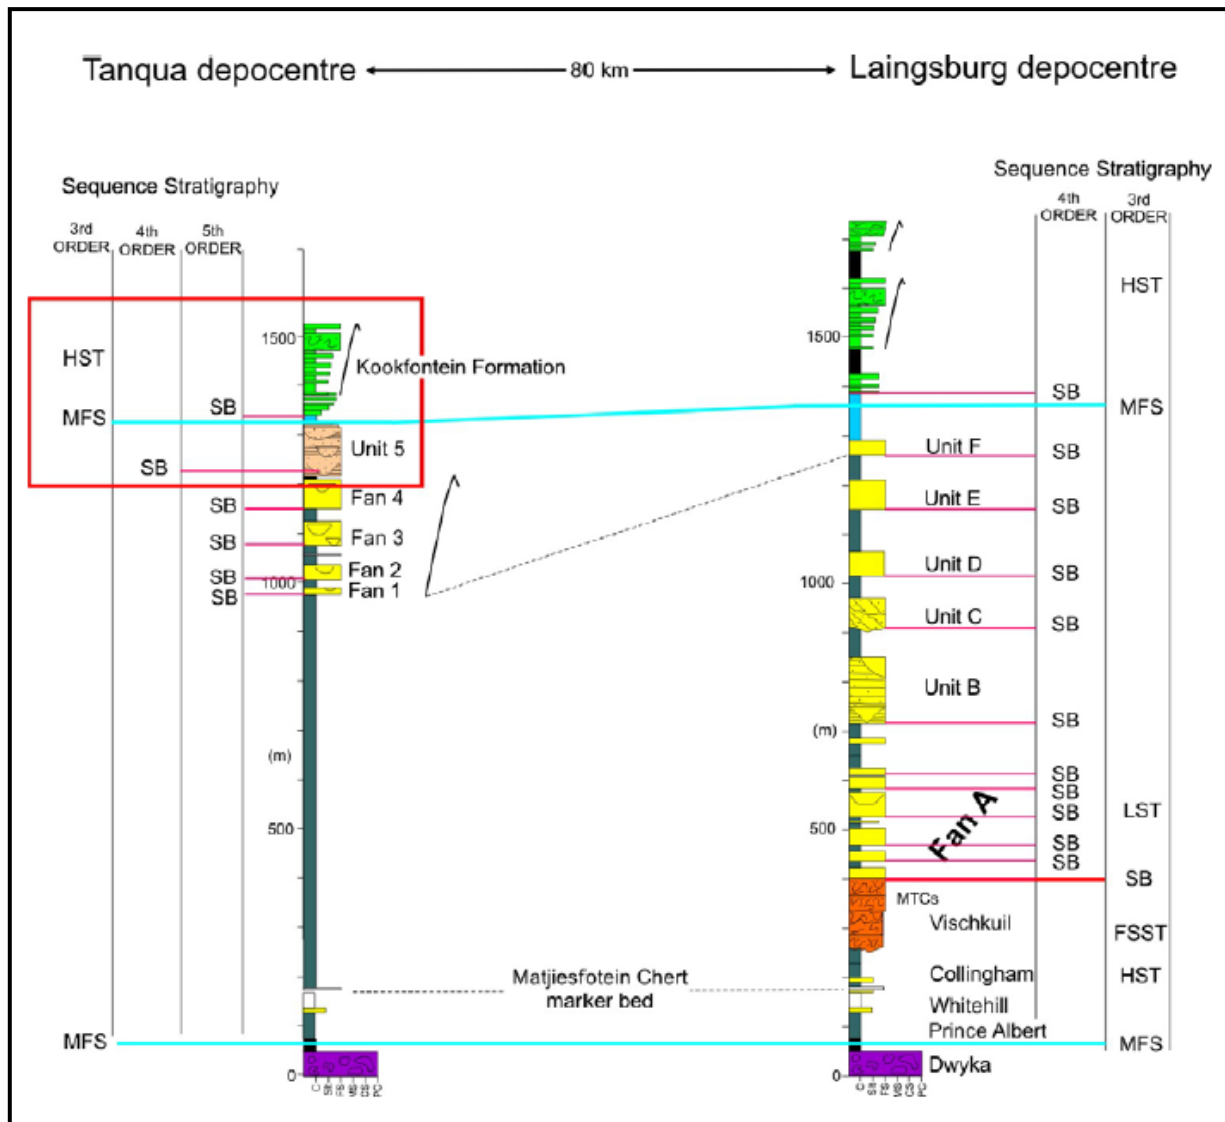 Tanqua depocentre
80 km
Laingsburg depocentre
Sequence Stratigraphy
3rd ORDER
4th ORDER
5th ORDER
HST
MFS
SB
SB
SB
SB
SB
SB
MFS
1500
1000
(m)
500
0
Kookfontein Formation
Unit 5
Fan 4
Fan 3
Fan 2
Fan 1
Matjiesfotein Chert
marker bed
Sequence Stratigraphy
4th ORDER
3rd ORDER
1500
1000
(m)
500
0
Unit F
Unit E
Unit D
Unit C
Unit B
Fan A
MTCs
Vischkuil
Collingham
Whitehill
Prince Albert
Dwyka
SB
SB
SB
SB
SB
SB
SB
SB
SB
SB
SB
HST
MFS
LST
SB
FSST
HST
MFS